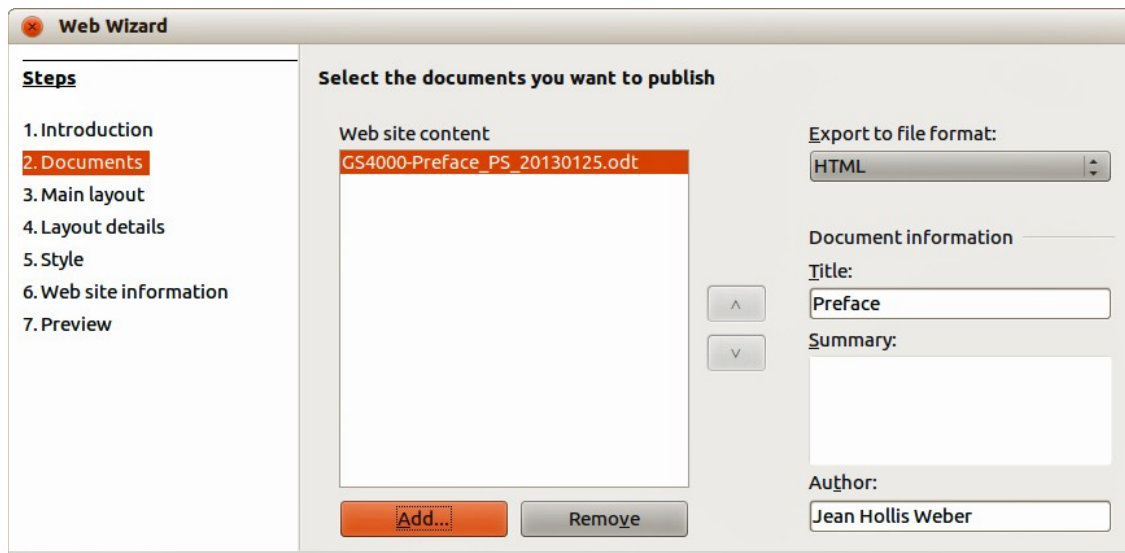 Web Wizard
Steps
1. Introduction
2. Documents
3. Main layout
4. Layout details
5. Style
6. Web site information
7. Preview
Select the documents you want to publish
Web site content
GS4000-Preface_PS_20130125.odt
Add...
Remove
Export to file format:
HTML
Document information
Title:
Preface
Summary:
Author:
Jean Hollis Weber